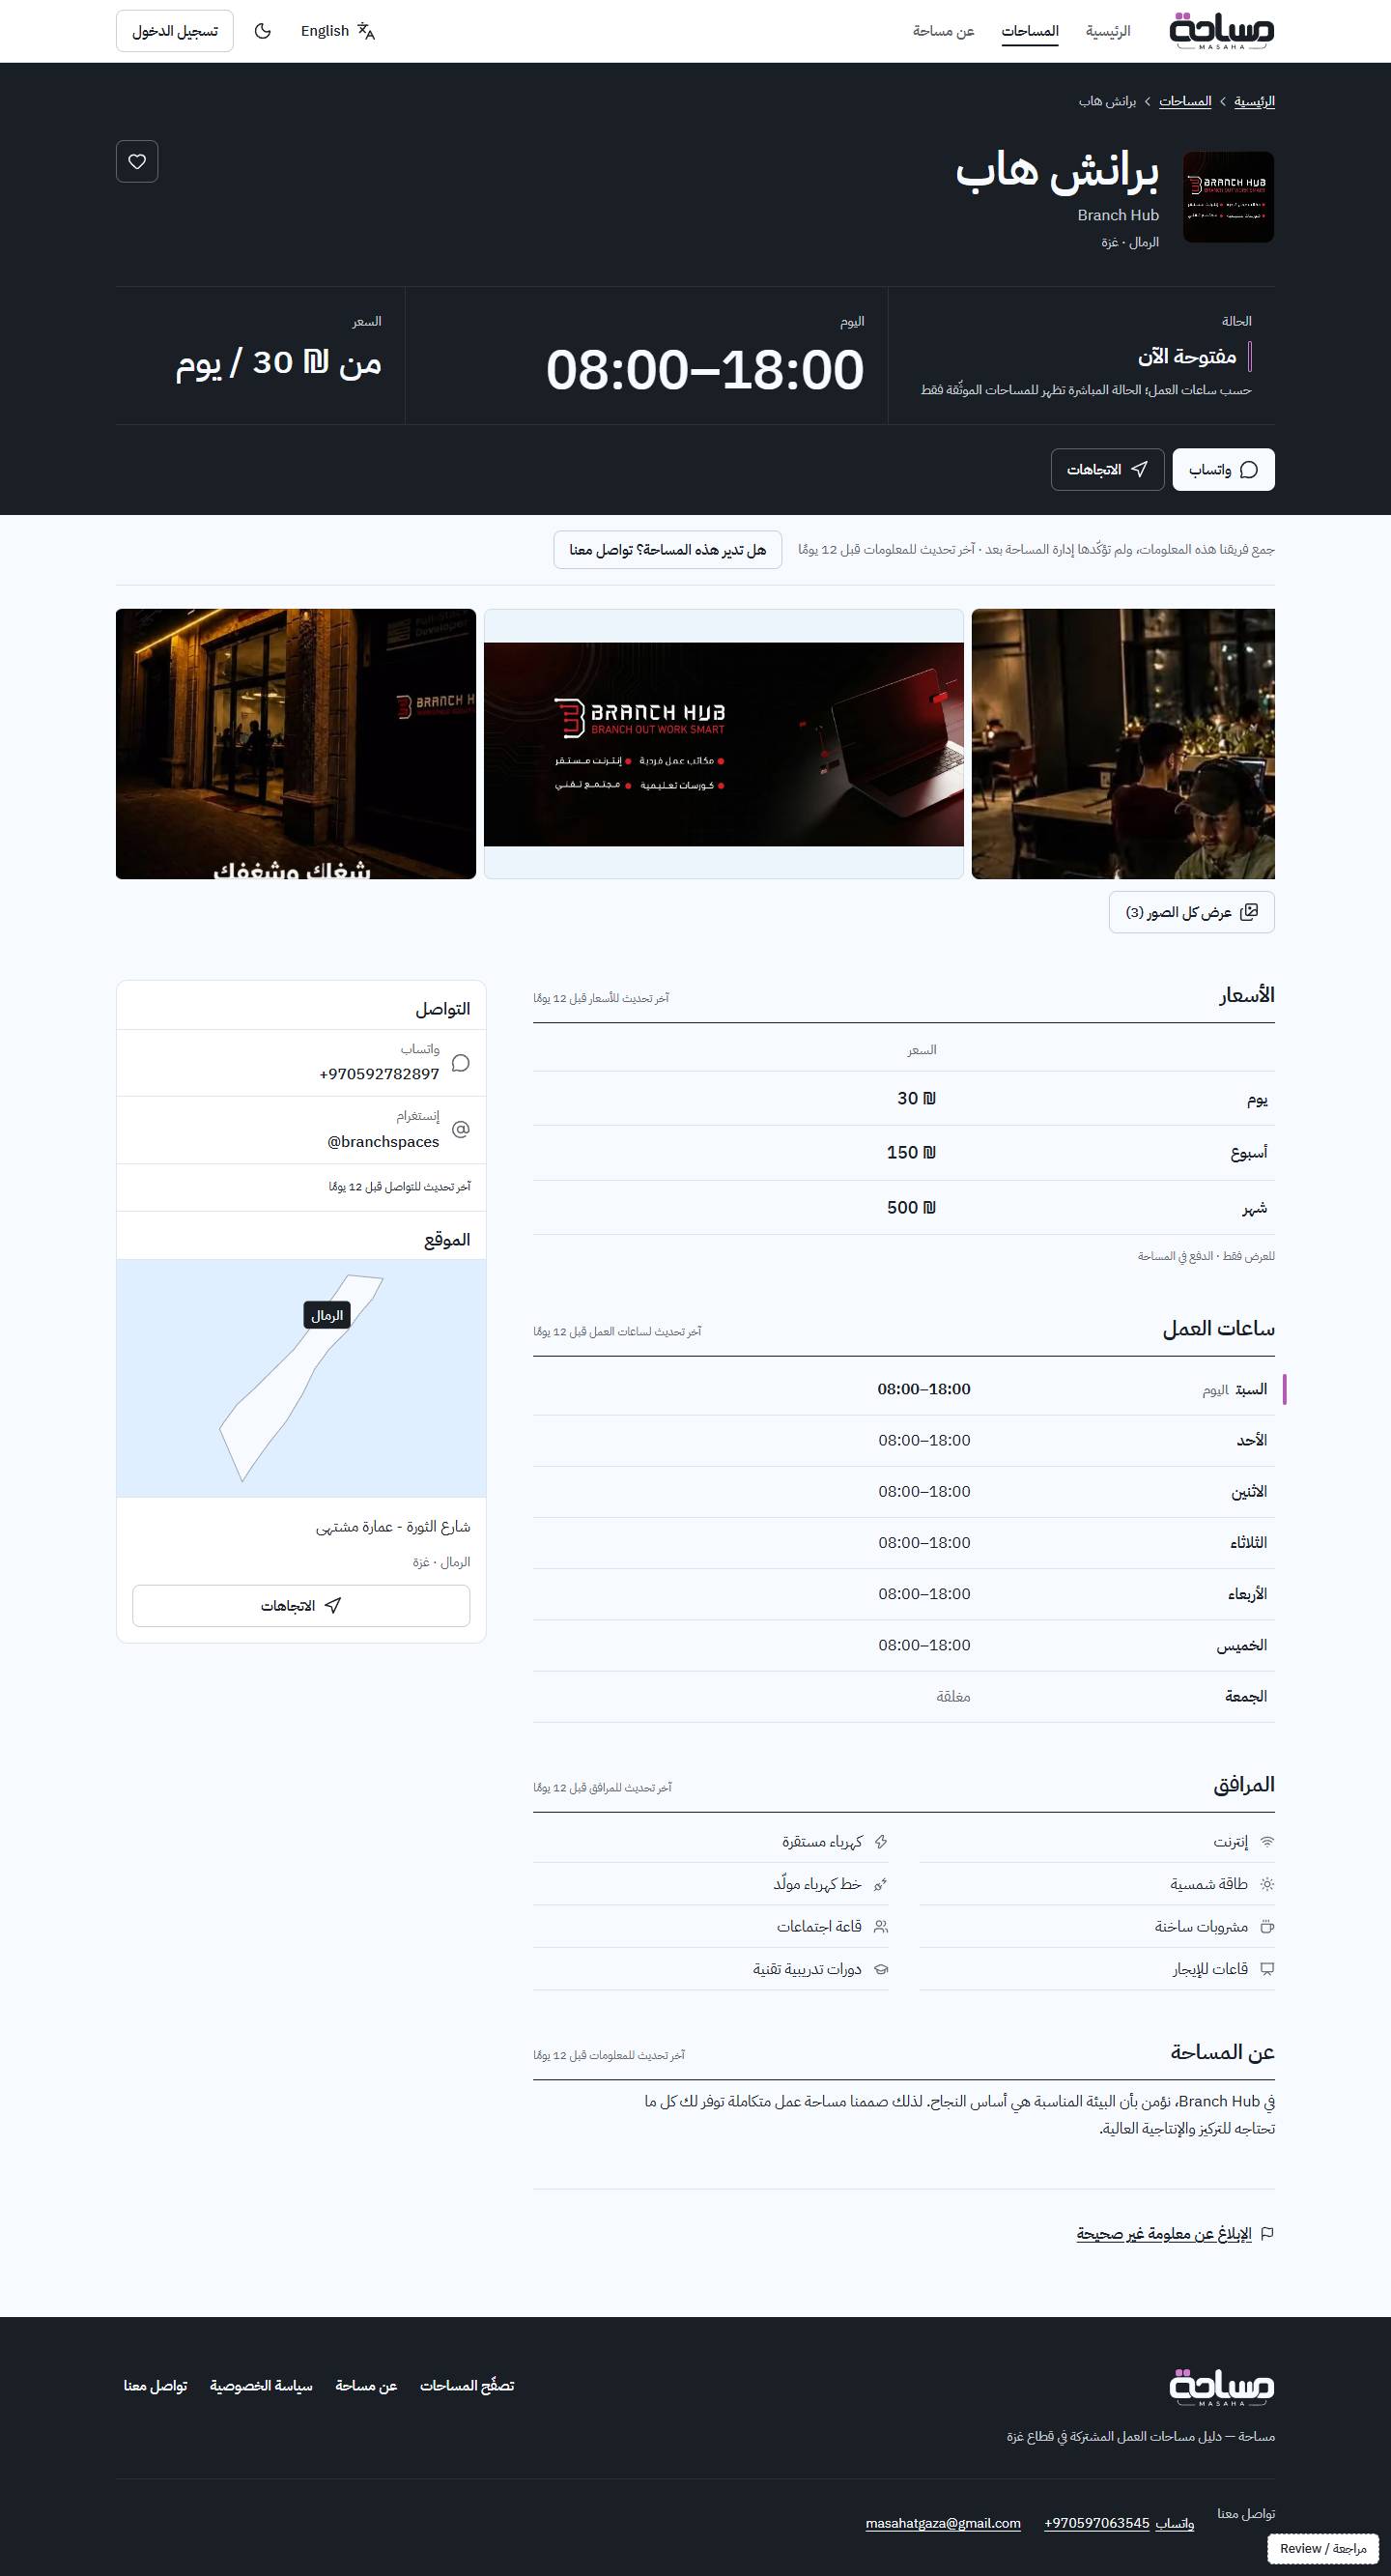 مساحة
MASAHA
الرئيسية
المساحات
عن مساحة
English
تسجيل الدخول
الرئيسية
المساحات
برانش هاب
BRANCH HUB
برانش هاب
Branch Hub
الرمال · غزة
الحالة
مفتوحة الآن
حسب ساعات العمل؛ الحالة المباشرة تظهر للمساحات الموثّقة فقط
اليوم
08:00–18:00
السعر
من ₪ 30 / يوم
واتساب
الاتجاهات
جمع فريقنا هذه المعلومات، ولم تؤكّدها إدارة المساحة بعد · آخر تحديث للمعلومات قبل 12 يومًا
هل تدير هذه المساحة؟ تواصل معنا
BRANCH HUB
BRANCH OUT WORK SMART
مكاتب عمل فردية
إنترنت مستقر
كورسات تعليمية
مجتمع تقني
BRANCH H
شغلك وشغفك
عرض كل الصور (3)
الأسعار
آخر تحديث للأسعار قبل 12 يومًا
السعر
يوم
₪ 30
أسبوع
₪ 150
شهر
₪ 500
للعرض فقط · الدفع في المساحة
ساعات العمل
آخر تحديث لساعات العمل قبل 12 يومًا
السبت اليوم
08:00–18:00
الأحد
08:00–18:00
الاثنين
08:00–18:00
الثلاثاء
08:00–18:00
الأربعاء
08:00–18:00
الخميس
08:00–18:00
الجمعة
مغلقة
المرافق
آخر تحديث للمرافق قبل 12 يومًا
إنترنت
كهرباء مستقرة
طاقة شمسية
خط كهرباء مولّد
مشروبات ساخنة
قاعة اجتماعات
قاعات للإيجار
دورات تدريبية تقنية
عن المساحة
آخر تحديث للمعلومات قبل 12 يومًا
في Branch Hub، نؤمن بأن البيئة المناسبة هي أساس النجاح. لذلك صممنا مساحة عمل متكاملة توفر لك كل ما
تحتاجه للتركيز والإنتاجية العالية.
الإبلاغ عن معلومة غير صحيحة
التواصل
واتساب
+970592782897
إنستغرام
@branchspaces
آخر تحديث للتواصل قبل 12 يومًا
الموقع
الرمال
شارع الثورة - عمارة مشتهى
الرمال · غزة
الاتجاهات
مساحة
MASAHA
مساحة — دليل مساحات العمل المشتركة في قطاع غزة
تصفّح المساحات
عن مساحة
سياسة الخصوصية
تواصل معنا
تواصل معنا
واتساب +970597063545
masahatgaza@gmail.com
مراجعة / Review